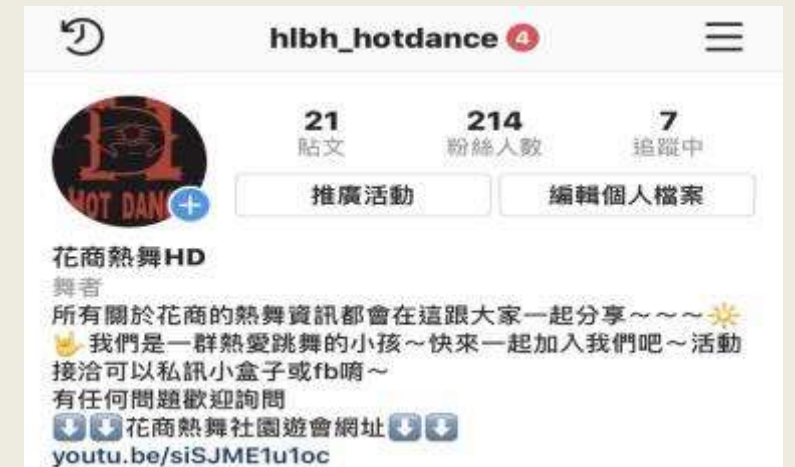 hlbh_hotdance 4
21 214 7
貼文 粉絲人數 追蹤中
HOT DANC
推廣活動 編輯個人檔案
花商熱舞HD
舞者
所有關於花商的熱舞資訊都會在這跟大家一起分享～～～🔆
🤟我們是一群熱愛跳舞的小孩～快來一起加入我們吧～活動
接洽可以私訊小盒子或fb唷～
有任何問題歡迎詢問
⬇️⬇️花商熱舞社園遊會網址⬇️⬇️
youtu.be/siSJME1u1oc